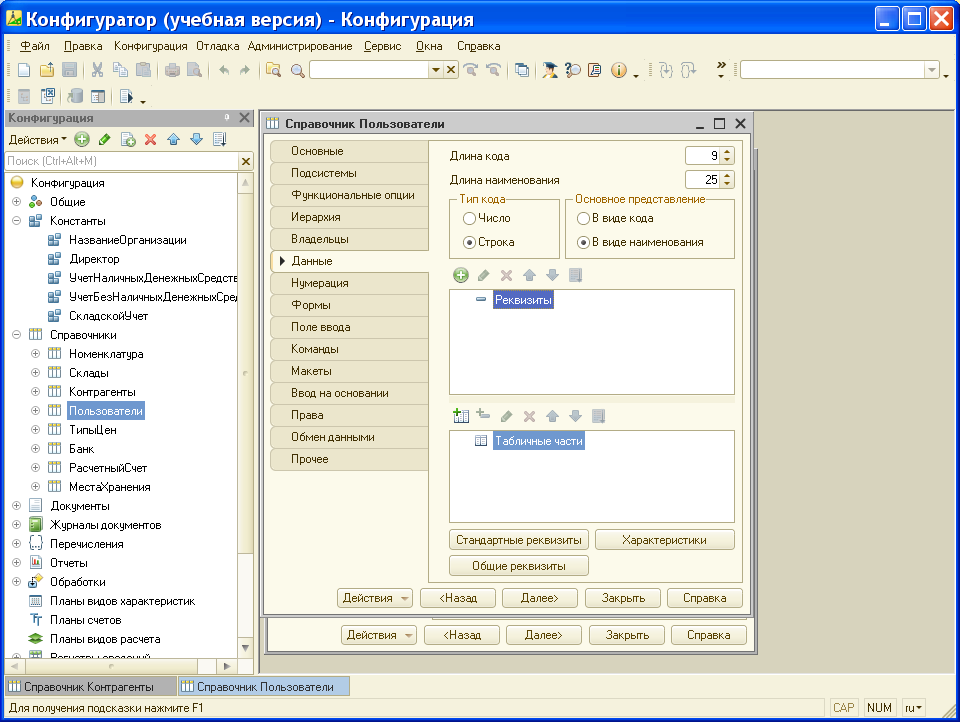 Конфигуратор (учебная версия) - Конфигурация
Файл Правка Конфигурация Отладка Администрирование Сервис Окна Справка
Конфигурация
Действия
Поиск (Ctrl+Alt+M)
Конфигурация
Общие
Константы
НазваниеОрганизации
Директор
УчетНаличныхДенежныхСредств
УчетБезНаличныхДенежныхСред
СкладскойУчет
Справочники
Номенклатура
Склады
Контрагенты
Пользователи
ТипыЦен
Банк
РасчетныйСчет
МестаХранения
Документы
Журналы документов
Перечисления
Отчеты
Обработки
Планы видов характеристик
Планы счетов
Планы видов расчета
Регистры сведений
Справочник Пользователи
Основные
Подсистемы
Функциональные опции
Иерархия
Владельцы
Данные
Нумерация
Формы
Поле ввода
Команды
Макеты
Ввод на основании
Права
Обмен данными
Прочее
Длина кода 9
Длина наименования 25
Тип кода
Число
Строка
Основное представление
В виде кода
В виде наименования
Реквизиты
Табличные части
Стандартные реквизиты Характеристики
Общие реквизиты
Действия <Назад Далее> Закрыть Справка
Действия <Назад Далее> Закрыть Справка
Справочник Контрагенты Справочник Пользователи
Для получения подсказки нажмите F1 CAP NUM ru